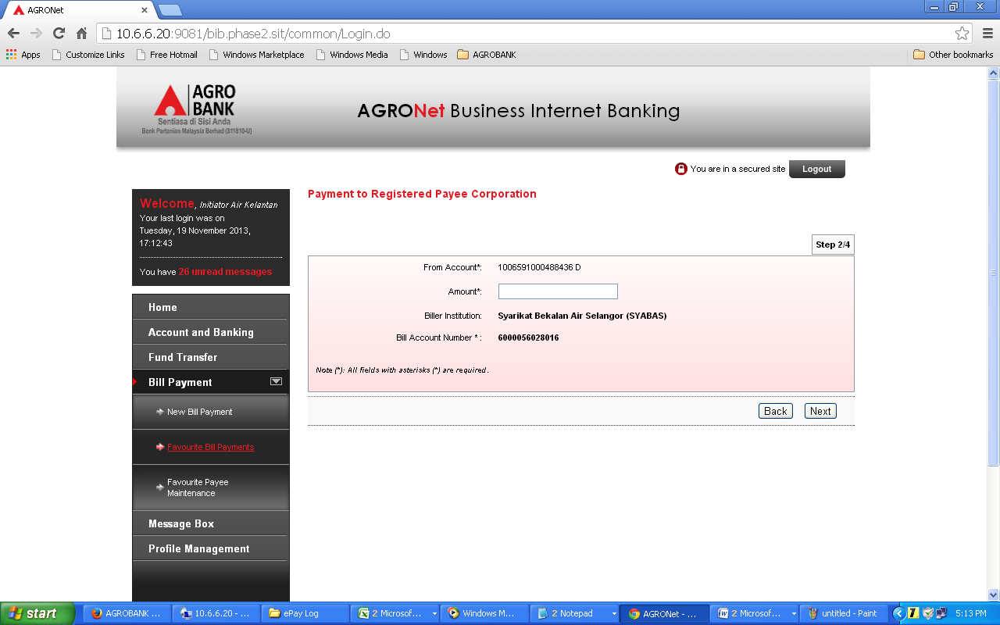 AGRONet
10.6.6.20:9081/bib.phase2.sit/common/Login.do
Apps Customize Links Free Hotmail Windows Marketplace Windows Media Windows AGROBANK Other bookmarks
AGRO
BANK
Sentiasa di Sisi Anda
Bank Pertanian Malaysia Berhad (811810-U)
AGRONet Business Internet Banking
You are in a secured site Logout
Welcome, Initiator Air Kelantan
Your last login was on
Tuesday, 19 November 2013,
17:12:43
You have 26 unread messages
Home
Account and Banking
Fund Transfer
Bill Payment
New Bill Payment
Favourite Bill Payments
Favourite Payee
Maintenance
Message Box
Profile Management
Payment to Registered Payee Corporation
Step 2/4
From Account*: 1006591000488436 D
Amount*:
Biller Institution: Syarikat Bekalan Air Selangor (SYABAS)
Bill Account Number * : 6000056028016
Note (*): All fields with asterisks (*) are required.
Back Next
start AGROBANK ... 10.6.6.20 - ... ePay Log 2 Microsof... Windows M... 2 Notepad AGRONet - ... 2 Microsof... untitled - Paint 5:13 PM